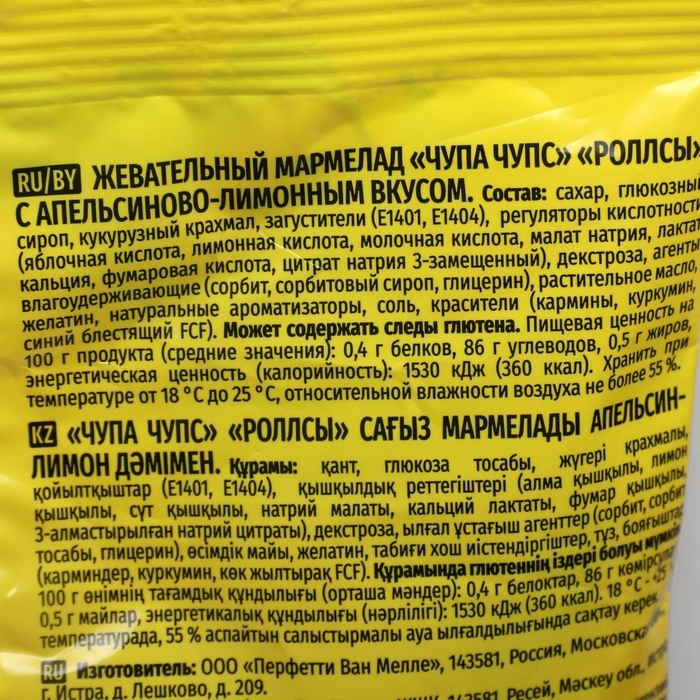 RU/BY ЖЕВАТЕЛЬНЫЙ МАРМЕЛАД «ЧУПА ЧУПС» «РОЛЛСЫ»
С АПЕЛЬСИНОВО-ЛИМОННЫМ ВКУСОМ. Состав: сахар, глюкозный
сироп, кукурузный крахмал, загустители (Е1401, Е1404), регуляторы кислотности
(яблочная кислота, лимонная кислота, молочная кислота, малат натрия, лактат
кальция, фумаровая кислота, цитрат натрия 3-замещенный), декстроза, агенты
влагоудерживающие (сорбит, сорбитовый сироп, глицерин), растительное масло,
желатин, натуральные ароматизаторы, соль, красители (кармины, куркумин,
синий блестящий FCF). Может содержать следы глютена. Пищевая ценность на
100 г продукта (средние значения): 0,4 г белков, 86 г углеводов, 0,5 г жиров,
энергетическая ценность (калорийность): 1530 кДж (360 ккал). Хранить при
температуре от 18 °C до 25 °C, относительной влажности воздуха не более 55 %.
KZ «ЧУПА ЧУПС» «РОЛЛСЫ» САҒЫЗ МАРМЕЛАДЫ АПЕЛЬСИН-
ЛИМОН ДӘМІМЕН. Құрамы: қант, глюкоза тосабы, жүгері крахмалы,
қойылтқыштар (Е1401, Е1404), қышқылдық реттегіштері (алма қышқылы, лимон
қышқылы, сүт қышқылы, натрий малаты, кальций лактаты, фумар қышқылы,
3-алмастырылған натрий цитраты), декстроза, ылғал ұстағыш агенттер (сорбит, сорбит
тосабы, глицерин), өсімдік майы, желатин, табиғи хош иістендіргіштер, тұз, бояғыштар
(карминдер, куркумин, көк жылтырақ FCF). Құрамында глютеннің іздері болуы мүмкін
100 г өнімнің тағамдық құндылығы (орташа мәндер): 0,4 г белоктар, 86 г көмірсулар
0,5 г майлар, энергетикалық құндылығы (нәрлілігі): 1530 кДж (360 ккал). 18 °C - +25
температурада, 55 % аспайтын салыстырмалы ауа ылғалдылығында сақтау керек.
RU Изготовитель: ООО «Перфетти Ван Мелле», 143581, Россия, Московская
г. Истра, д. Лешково, д. 209.
143581, Ресей, Мәскеу обл.,